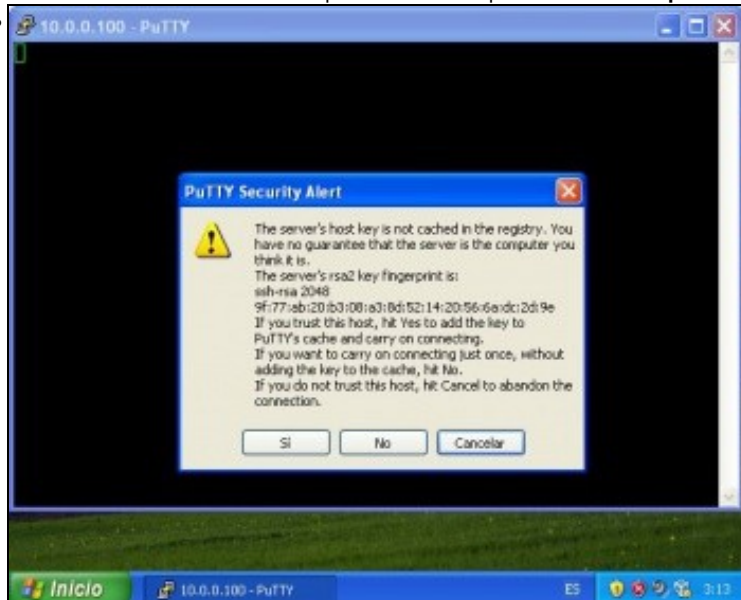 10.0.0.100 - PuTTY
PuTTY Security Alert
The server's host key is not cached in the registry. You
have no guarantee that the server is the computer you
think it is.
The server's rsa2 key fingerprint is:
ssh-rsa 2048
9f:77:ab:20:b3:08:a3:8d:52:14:20:56:6a:dc:2d:9e
If you trust this host, hit Yes to add the key to
PuTTY's cache and carry on connecting.
If you want to carry on connecting just once, without
adding the key to the cache, hit No.
If you do not trust this host, hit Cancel to abandon the
connection.
Sí No Cancelar
Inicio 10.0.0.100 - PuTTY ES 3:13